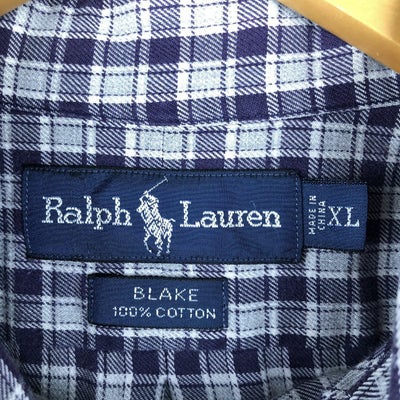 Ralph Lauren
MADE IN
CHINA
XL
BLAKE
100% COTTON